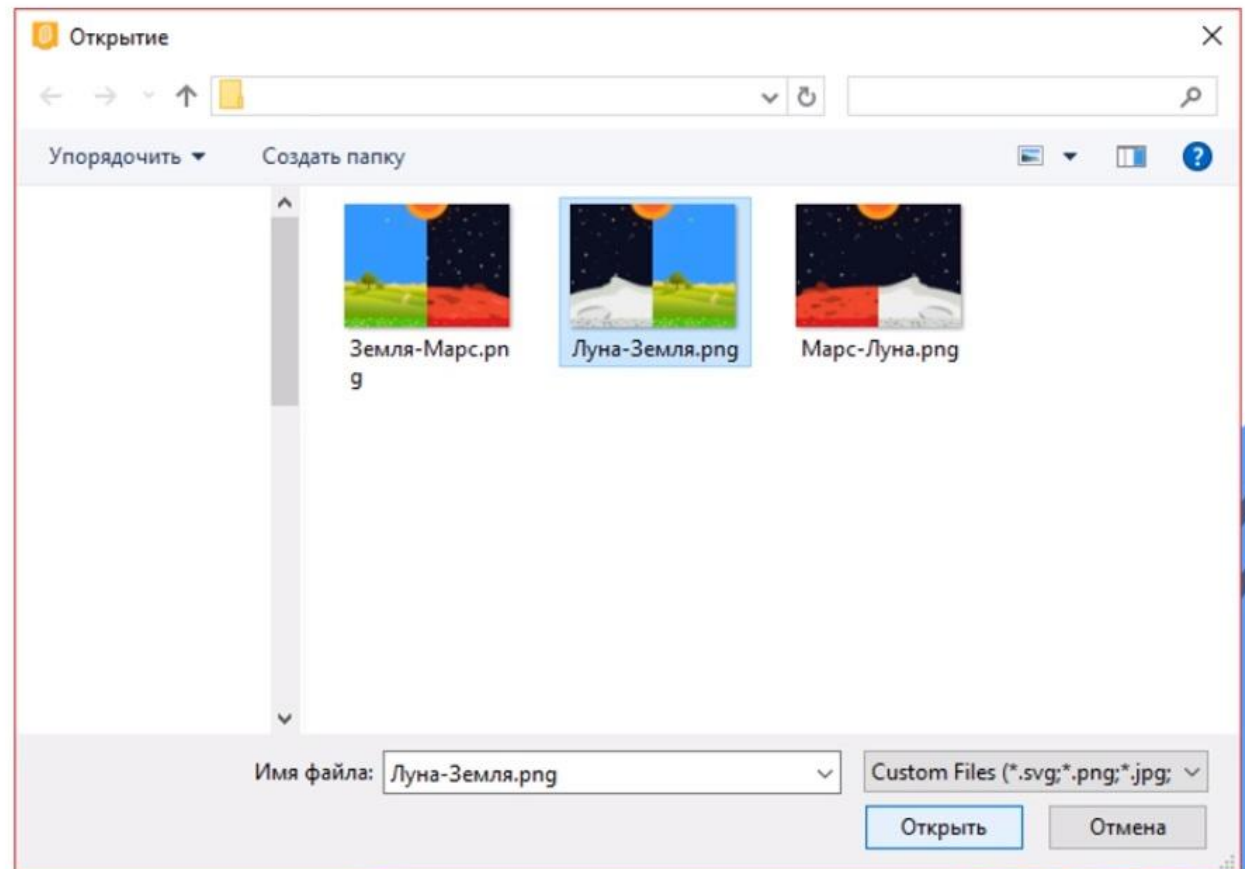 Открытие
Упорядочить
Создать папку
Земля-Марс.pn
g
Луна-Земля.png
Марс-Луна.png
Имя файла: Луна-Земля.png
Custom Files (*.svg;*.png;*.jpg;
Открыть
Отмена